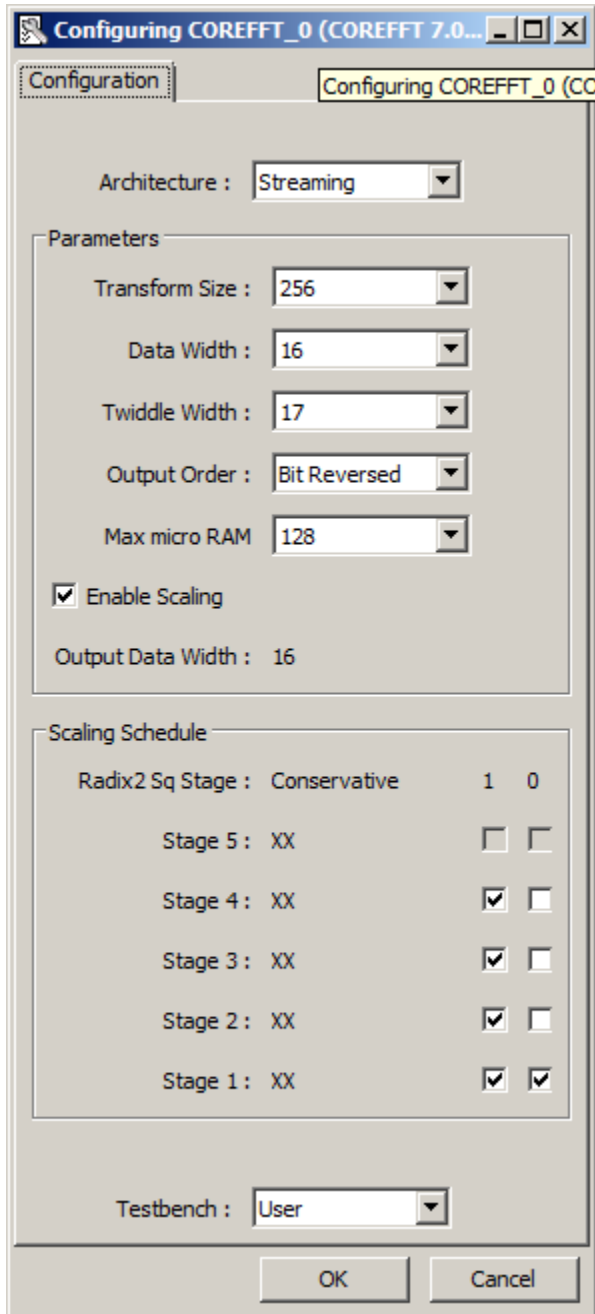 Configuring COREFFT_0 (COREFFT 7.0...
Configuration
Configuring COREFFT_0 (CO
Architecture : Streaming
Parameters
Transform Size : 256
Data Width : 16
Twiddle Width : 17
Output Order : Bit Reversed
Max micro RAM 128
Enable Scaling
Output Data Width : 16
Scaling Schedule
Radix2 Sq Stage : Conservative 1 0
Stage 5 : XX
Stage 4 : XX
Stage 3 : XX
Stage 2 : XX
Stage 1 : XX
Testbench : User
OK Cancel